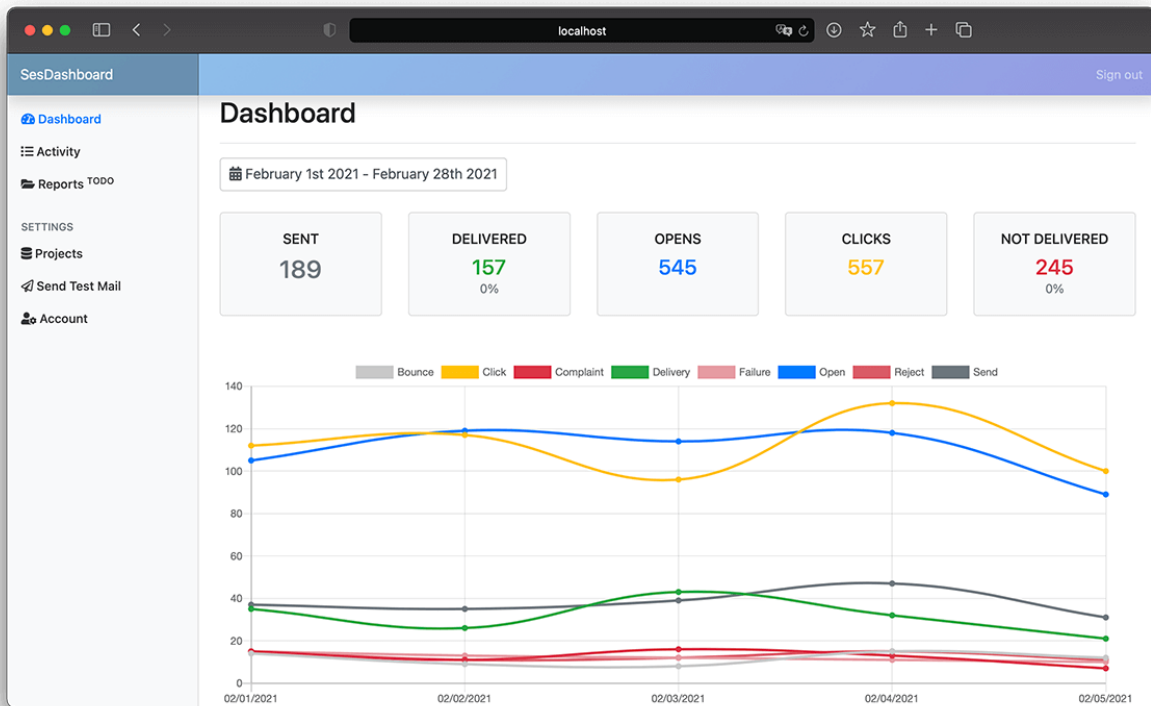 localhost
SesDashboard
Sign out
Dashboard
Activity
Reports TODO
SETTINGS
Projects
Send Test Mail
Account
Dashboard
February 1st 2021 - February 28th 2021
SENT
189
DELIVERED
157
0%
OPENS
545
CLICKS
557
NOT DELIVERED
245
0%
Bounce Click Complaint Delivery Failure Open Reject Send
140
120
100
80
60
40
20
0
02/01/2021 02/02/2021 02/03/2021 02/04/2021 02/05/2021